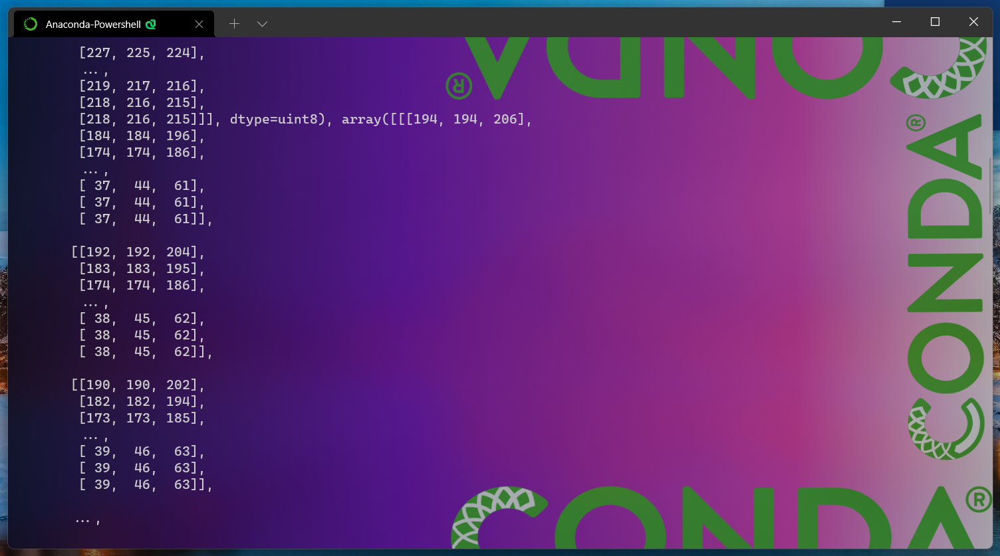 Anaconda-Powershell
[227, 225, 224],
...,
[219, 217, 216],
[218, 216, 215],
[218, 216, 215]]], dtype=uint8), array([[[194, 194, 206],
[184, 184, 196],
[174, 174, 186],
...,
[ 37,  44,  61],
[ 37,  44,  61],
[ 37,  44,  61]],
[[192, 192, 204],
[183, 183, 195],
[174, 174, 186],
...,
[ 38,  45,  62],
[ 38,  45,  62],
[ 38,  45,  62]],
[[190, 190, 202],
[182, 182, 194],
[173, 173, 185],
...,
[ 39,  46,  63],
[ 39,  46,  63],
[ 39,  46,  63]],
...,
CONDA®
CONDA®
CONDA®